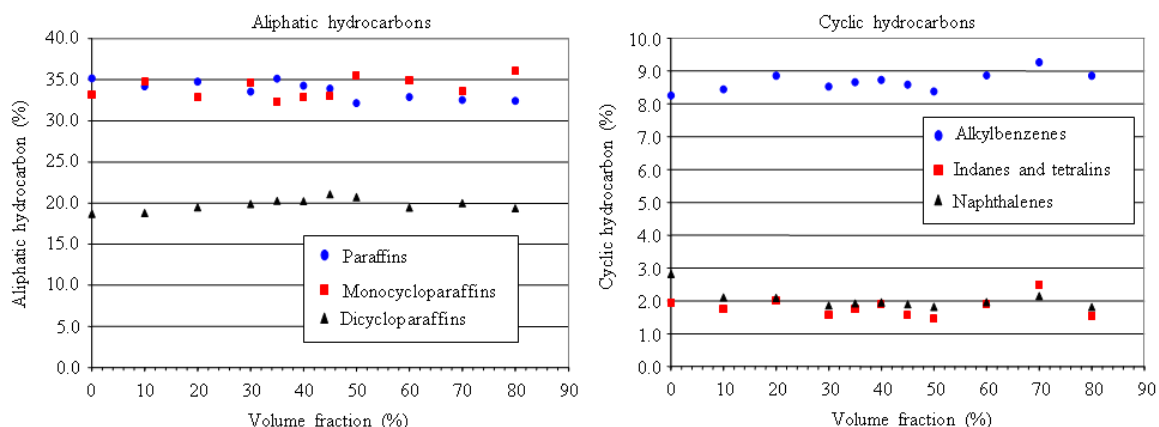 Aliphatic hydrocarbons
40.0
35.0
30.0
25.0
20.0
15.0
10.0
5.0
0.0
Aliphatic hydrocarbon (%)
Paraffins
Monocycloparaffins
Dicycloparaffins
0 10 20 30 40 50 60 70 80 90
Volume fraction (%)
Cyclic hydrocarbons
10.0
9.0
8.0
7.0
6.0
5.0
4.0
3.0
2.0
1.0
0.0
Cyclic hydrocarbon (%)
Alkylbenzenes
Indanes and tetralins
Naphthalenes
0 10 20 30 40 50 60 70 80 90
Volume fraction (%)